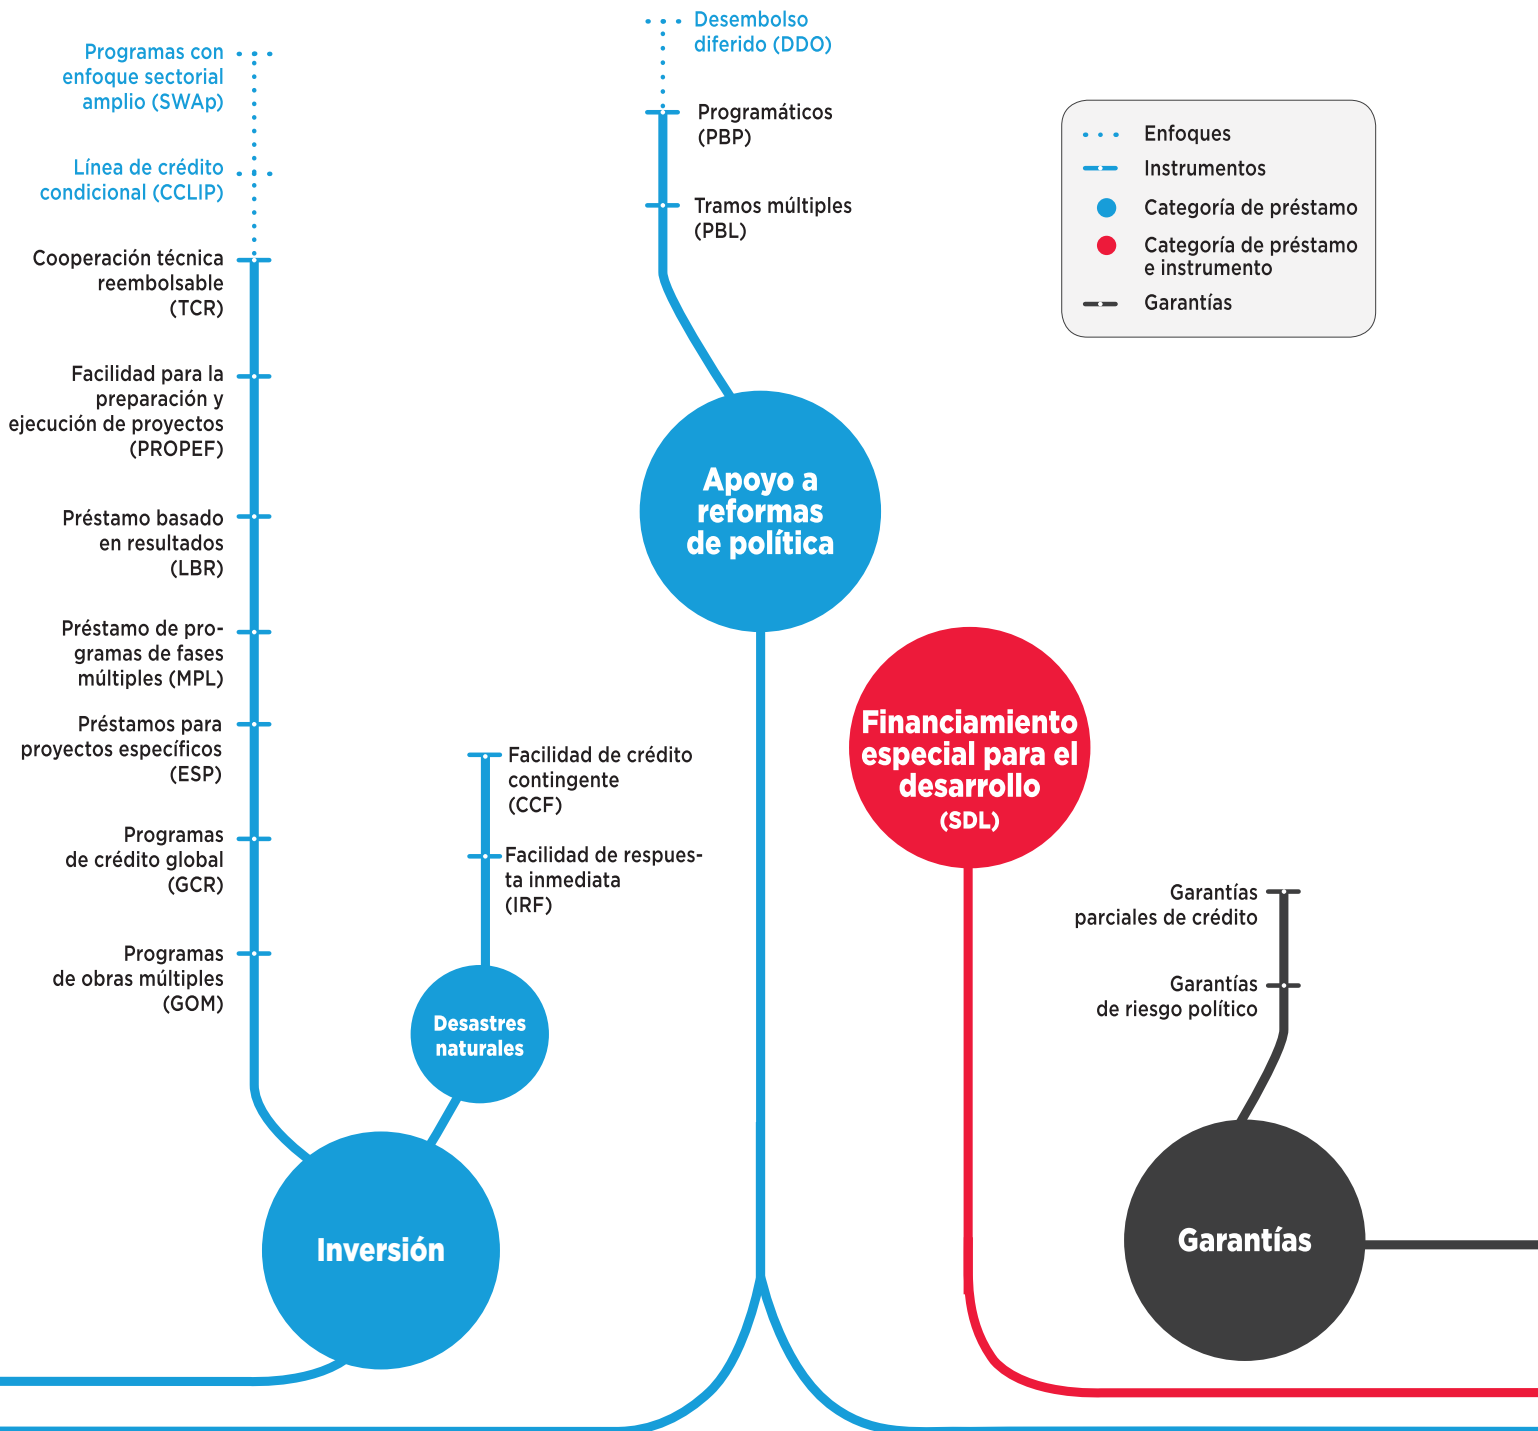 Programas con
enfoque sectorial
amplio (SWAp)
Línea de crédito
condicional (CCLIP)
Cooperación técnica
reembolsable
(TCR)
Facilidad para la
preparación y
ejecución de proyectos
(PROPEF)
Préstamo basado
en resultados
(LBR)
Préstamo de pro-
gramas de fases
múltiples (MPL)
Préstamos para
proyectos específicos
(ESP)
Programas
de crédito global
(GCR)
Programas
de obras múltiples
(GOM)
Inversión
Facilidad de crédito
contingente
(CCF)
Facilidad de respues-
ta inmediata
(IRF)
Desastres
naturales
Desembolso
diferido (DDO)
Programáticos
(PBP)
Tramos múltiples
(PBL)
Apoyo a
reformas
de política
Financiamiento
especial para el
desarrollo
(SDL)
Enfoques
Instrumentos
Categoría de préstamo
Categoría de préstamo
e instrumento
Garantías
Garantías
parciales de crédito
Garantías
de riesgo político
Garantías